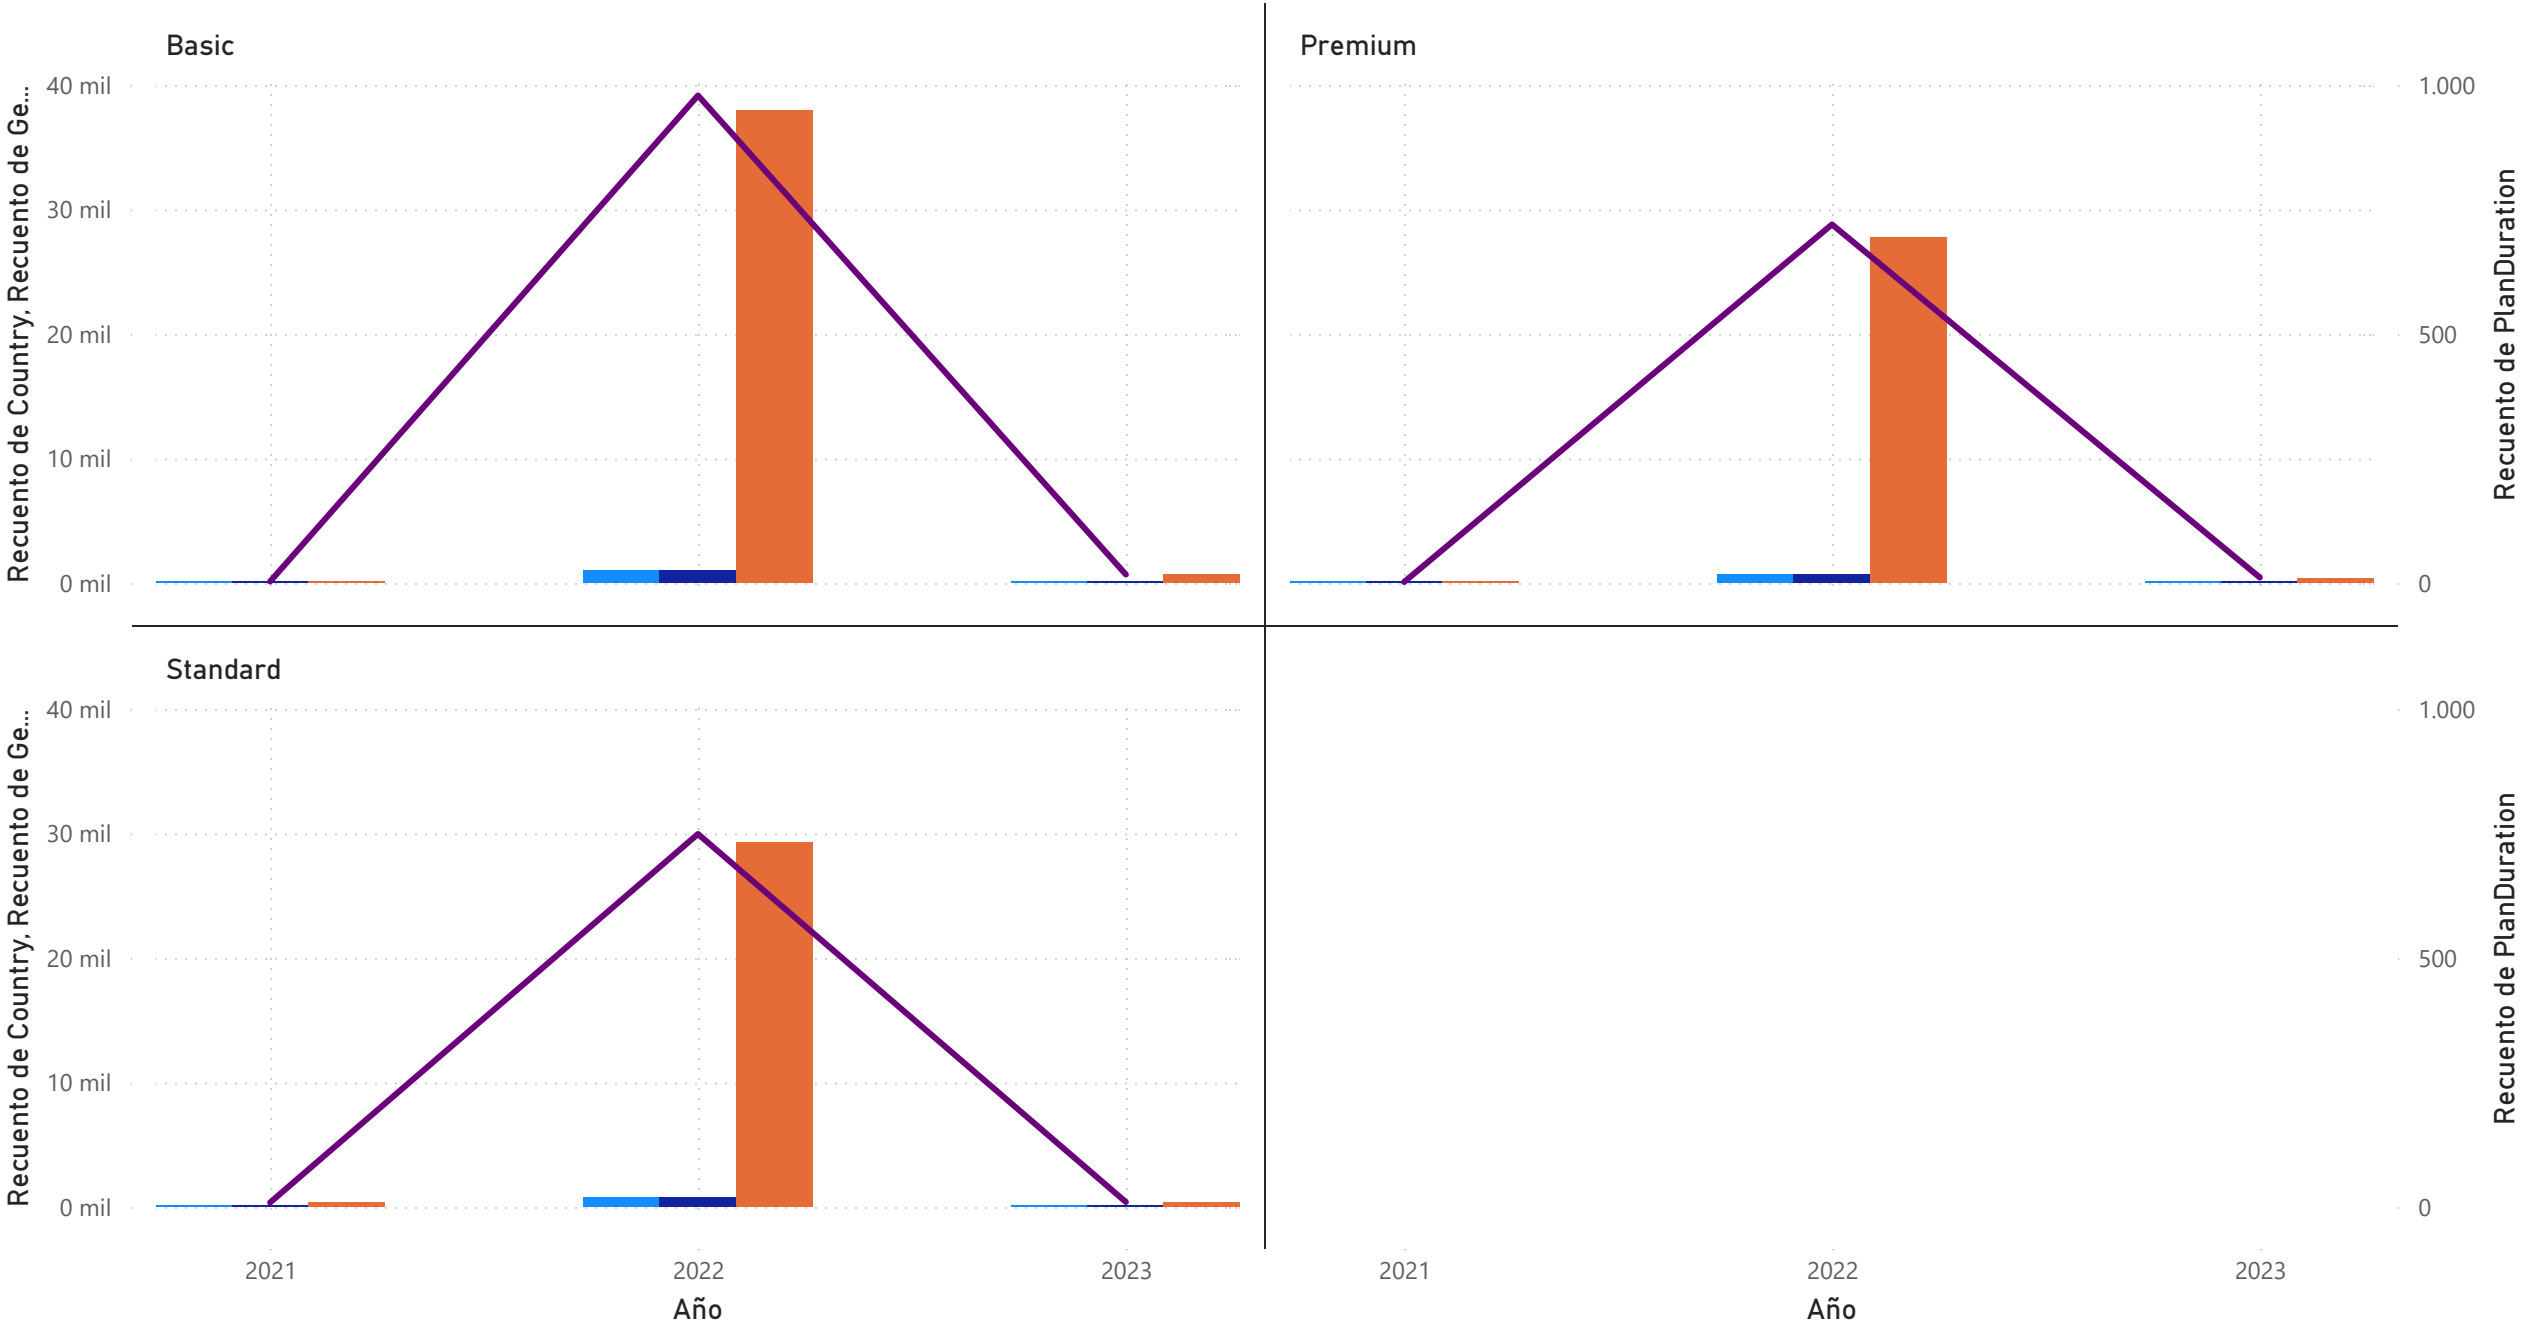 Basic
Premium
40 mil
30 mil
20 mil
10 mil
0 mil
Recuento de Country, Recuento de Ge...
1.000
500
0
Recuento de PlanDuration
Standard
40 mil
30 mil
20 mil
10 mil
0 mil
Recuento de Country, Recuento de Ge...
1.000
500
0
Recuento de PlanDuration
2021
2022
2023
2021
2022
2023
Año
Año